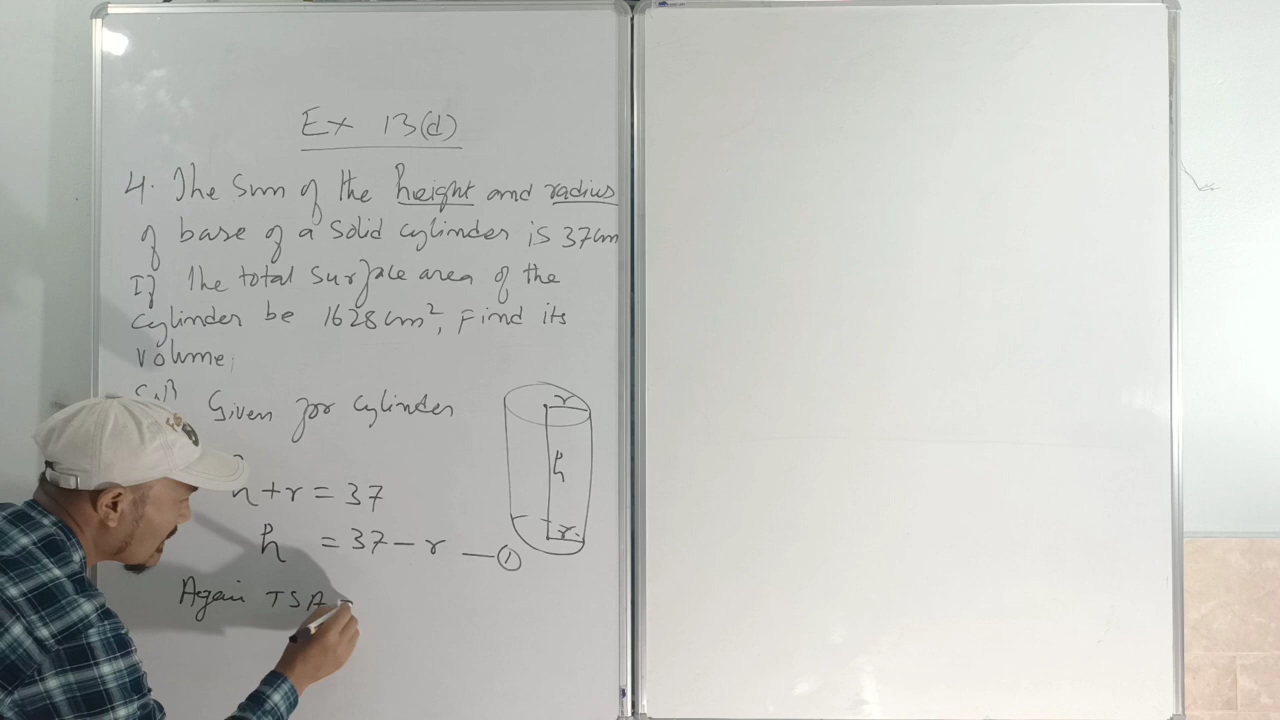 Ex 13(d)
4. The sum of the height and radius
of base of a solid cylinder is 37cm
If the total surface area of the
cylinder be 1628cm², Find its
volume.
Given for cylinder
h+r = 37
h = 37 - r —①
Again TSA =
r
h
r